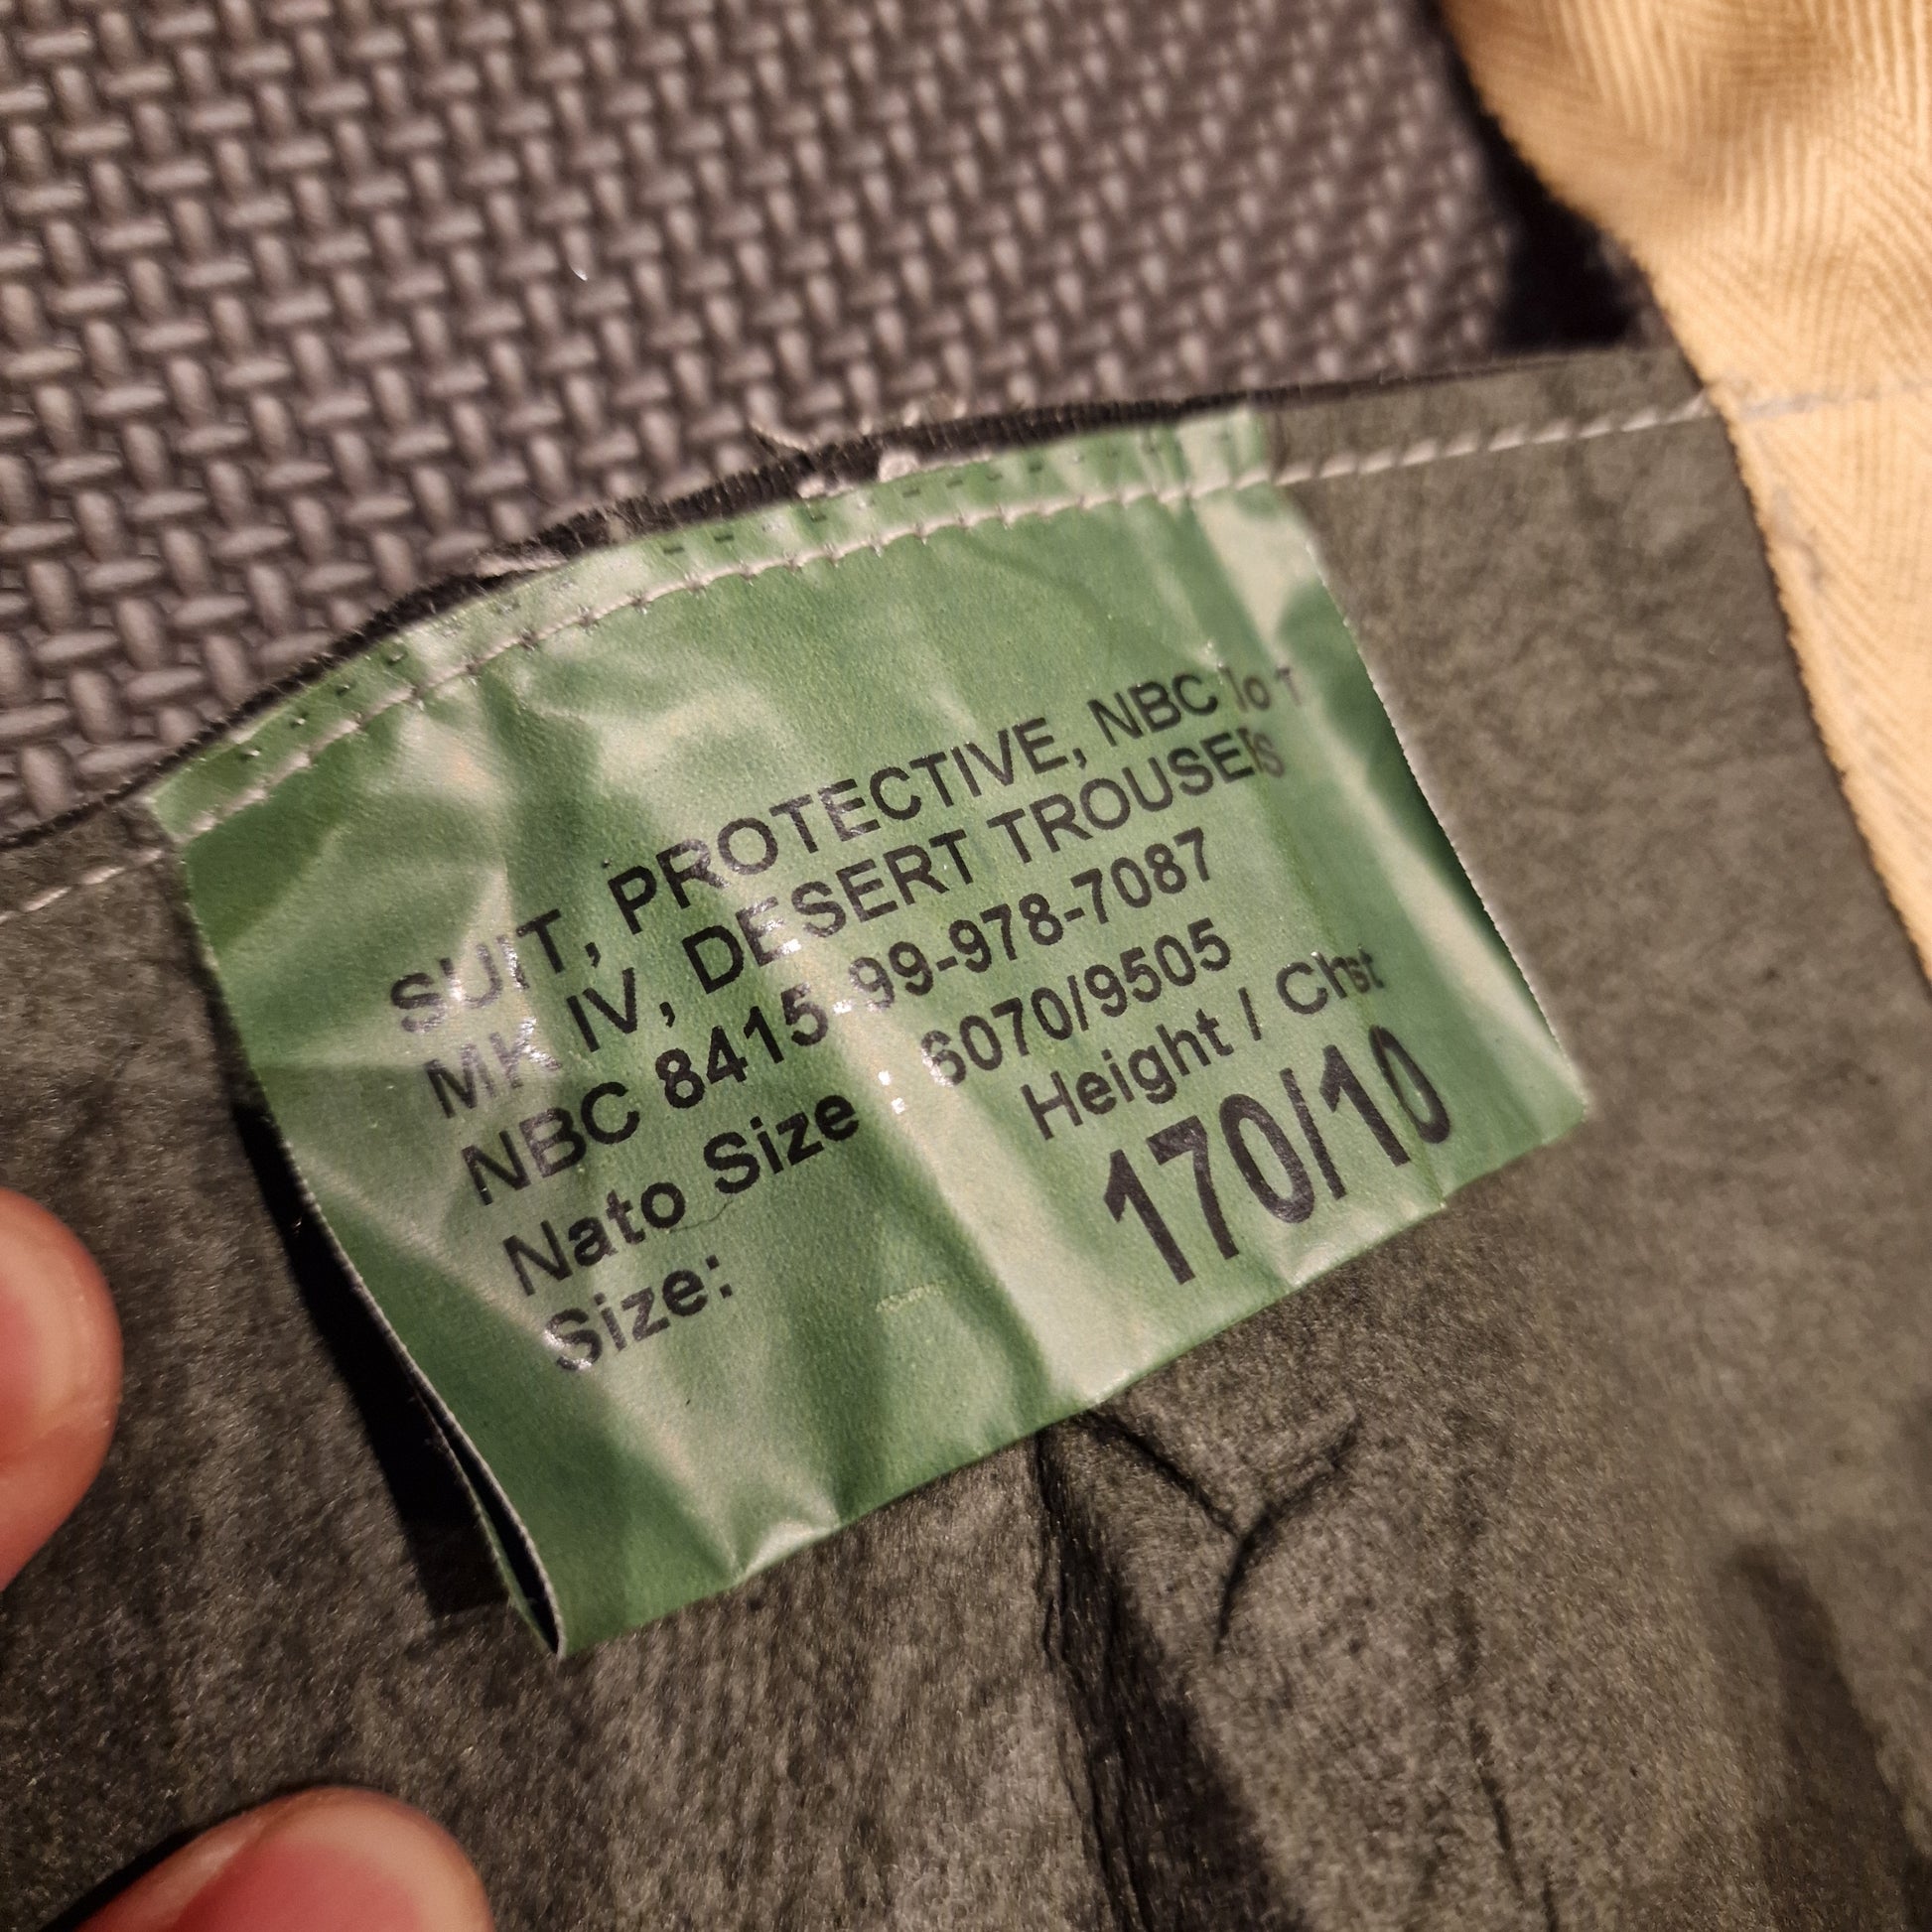 SUIT, PROTECTIVE, NBC
MK IV, DESERT TROUSERS
NBC 8415-99-978-7087
Nato Size : 6070/9505
Height /
Size: 170/10